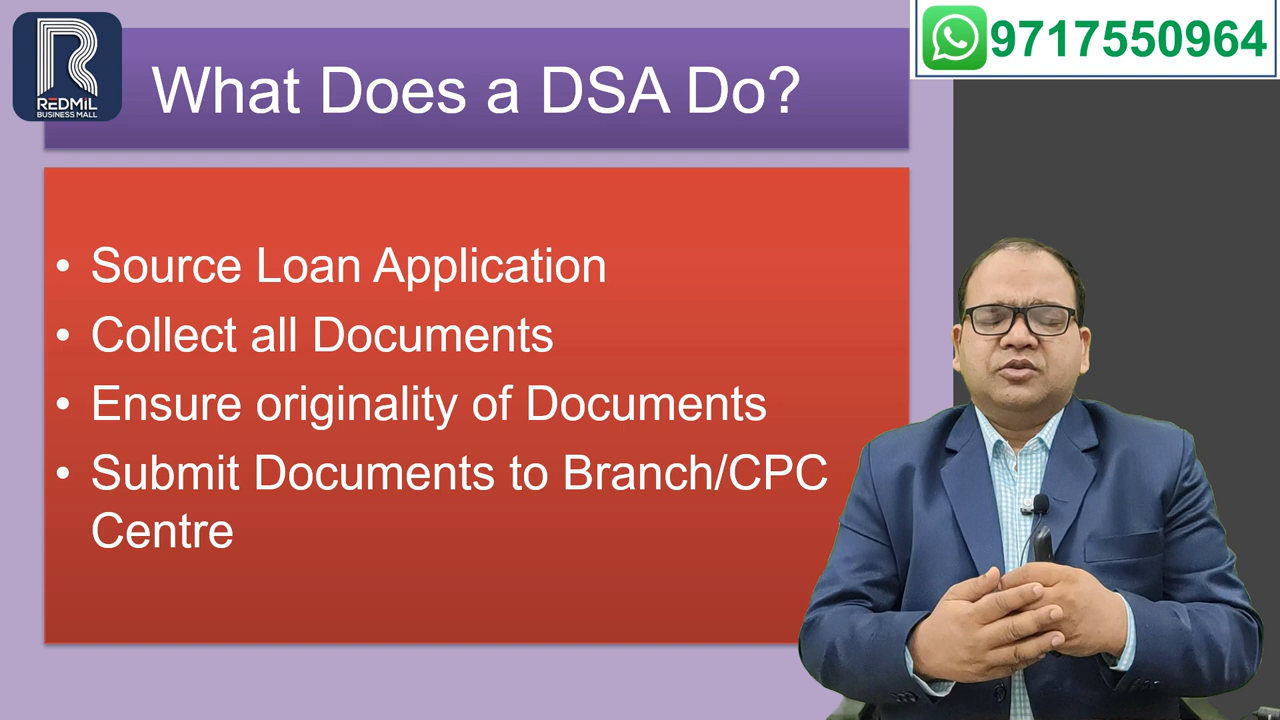 REDMIL
BUSINESS MALL
What Does a DSA Do?
9717550964
• Source Loan Application
• Collect all Documents
• Ensure originality of Documents
• Submit Documents to Branch/CPC
Centre